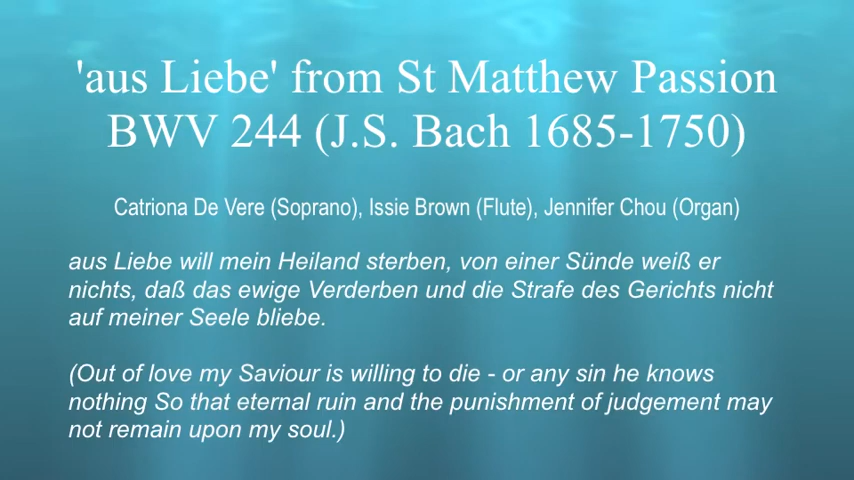 'aus Liebe' from St Matthew Passion
BWV 244 (J.S. Bach 1685-1750)
Catriona De Vere (Soprano), Issie Brown (Flute), Jennifer Chou (Organ)
aus Liebe will mein Heiland sterben, von einer Sünde weiß er
nichts, daß das ewige Verderben und die Strafe des Gerichts nicht
auf meiner Seele bliebe.
(Out of love my Saviour is willing to die - or any sin he knows
nothing So that eternal ruin and the punishment of judgement may
not remain upon my soul.)